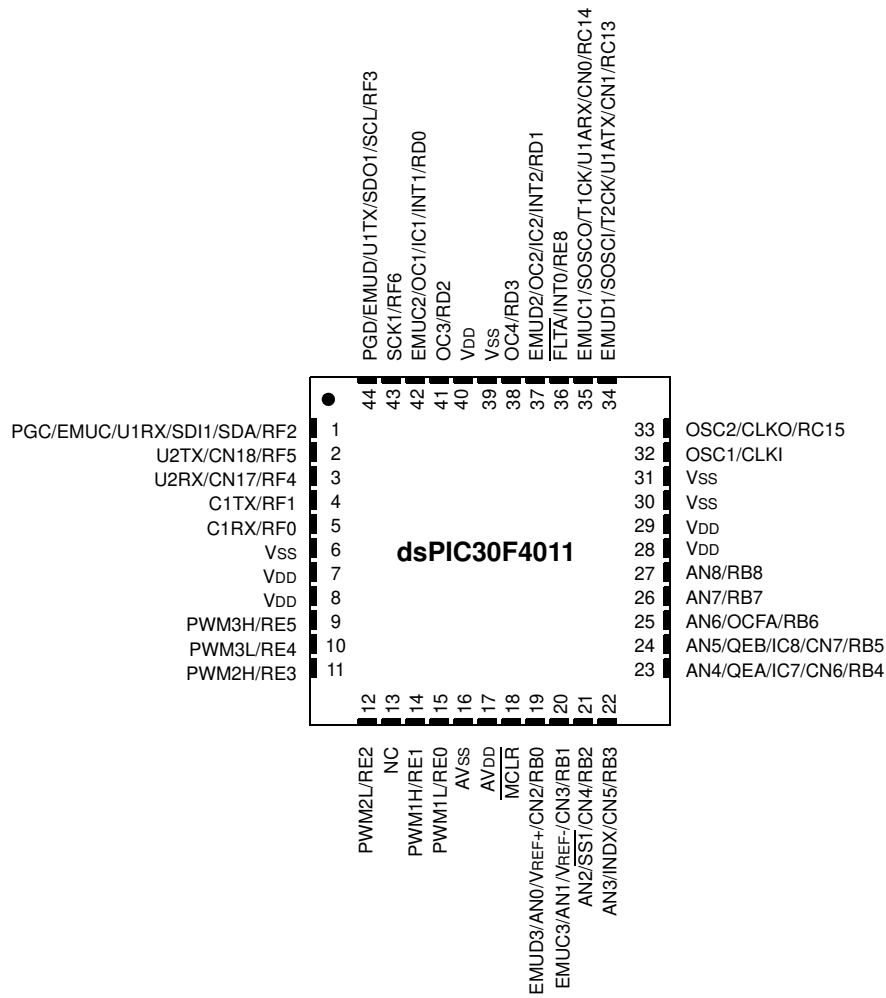 PGD/EMUD/U1TX/SDO1/SCL/RF3
SCK1/RF6
EMUC2/OC1/IC1/INT1/RD0
OC3/RD2
VDD
VSS
OC4/RD3
EMUD2/OC2/IC2/INT2/RD1
FLTA/INT0/RE8
EMUC1/SOSCO/T1CK/U1ARX/CN0/RC14
EMUD1/SOSCI/T2CK/U1ATX/CN1/RC13
44 43 42 41 40 39 38 37 36 35 34
PGC/EMUC/U1RX/SDI1/SDA/RF2 1
U2TX/CN18/RF5 2
U2RX/CN17/RF4 3
C1TX/RF1 4
C1RX/RF0 5
VSS 6
VDD 7
VDD 8
PWM3H/RE5 9
PWM3L/RE4 10
PWM2H/RE3 11
dsPIC30F4011
33 OSC2/CLKO/RC15
32 OSC1/CLKI
31 VSS
30 VSS
29 VDD
28 VDD
27 AN8/RB8
26 AN7/RB7
25 AN6/OCFA/RB6
24 AN5/QEB/IC8/CN7/RB5
23 AN4/QEA/IC7/CN6/RB4
12 13 14 15 16 17 18 19 20 21 22
PWM2L/RE2
NC
PWM1H/RE1
PWM1L/RE0
AVSS
AVDD
MCLR
EMUD3/AN0/VREF+/CN2/RB0
EMUC3/AN1/VREF-/CN3/RB1
AN2/SS1/CN4/RB2
AN3/INDX/CN5/RB3